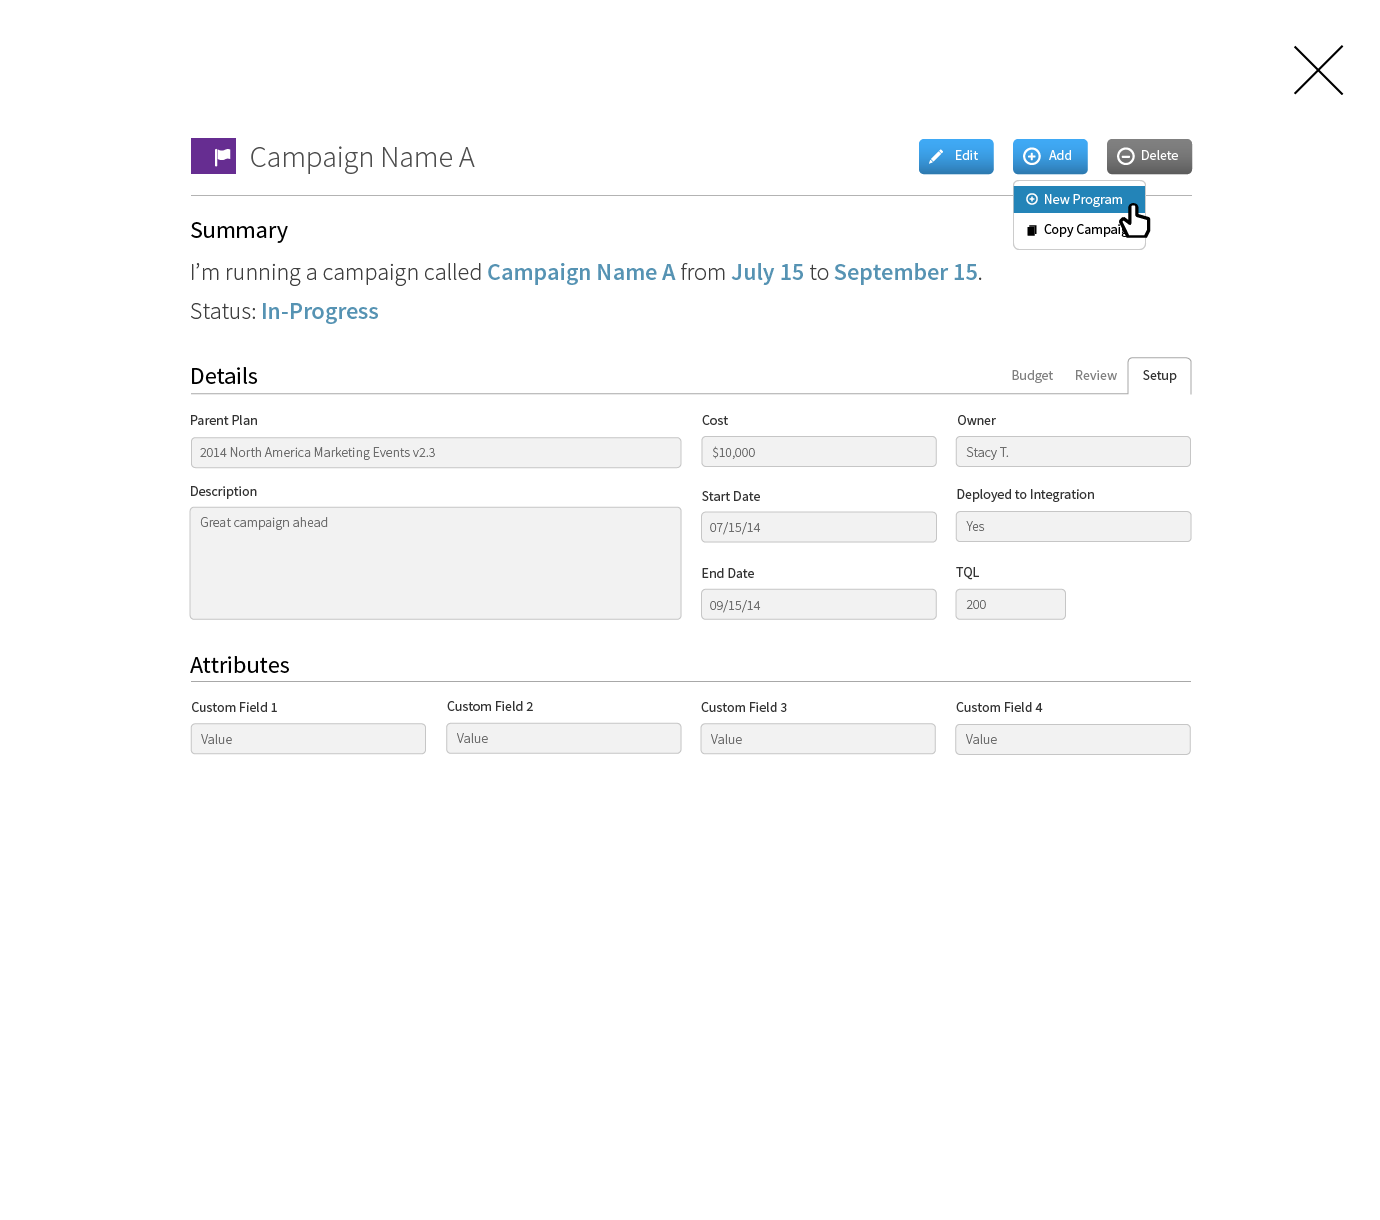 Campaign Name A
Edit
Add
Delete
New Program
Copy
Summary
I’m running a campaign called Campaign Name A from July 15 to September 15.
Status: In-Progress
Details
Budget
Review
Setup
Parent Plan
Cost
Owner
2014 North America Marketing Events v2.3
$10,000
Stacy T.
Description
Start Date
Deployed to Integration
Great campaign ahead
07/15/14
Yes
End Date
TQL
09/15/14
200
Attributes
Custom Field 1
Custom Field 2
Custom Field 3
Custom Field 4
Value
Value
Value
Value